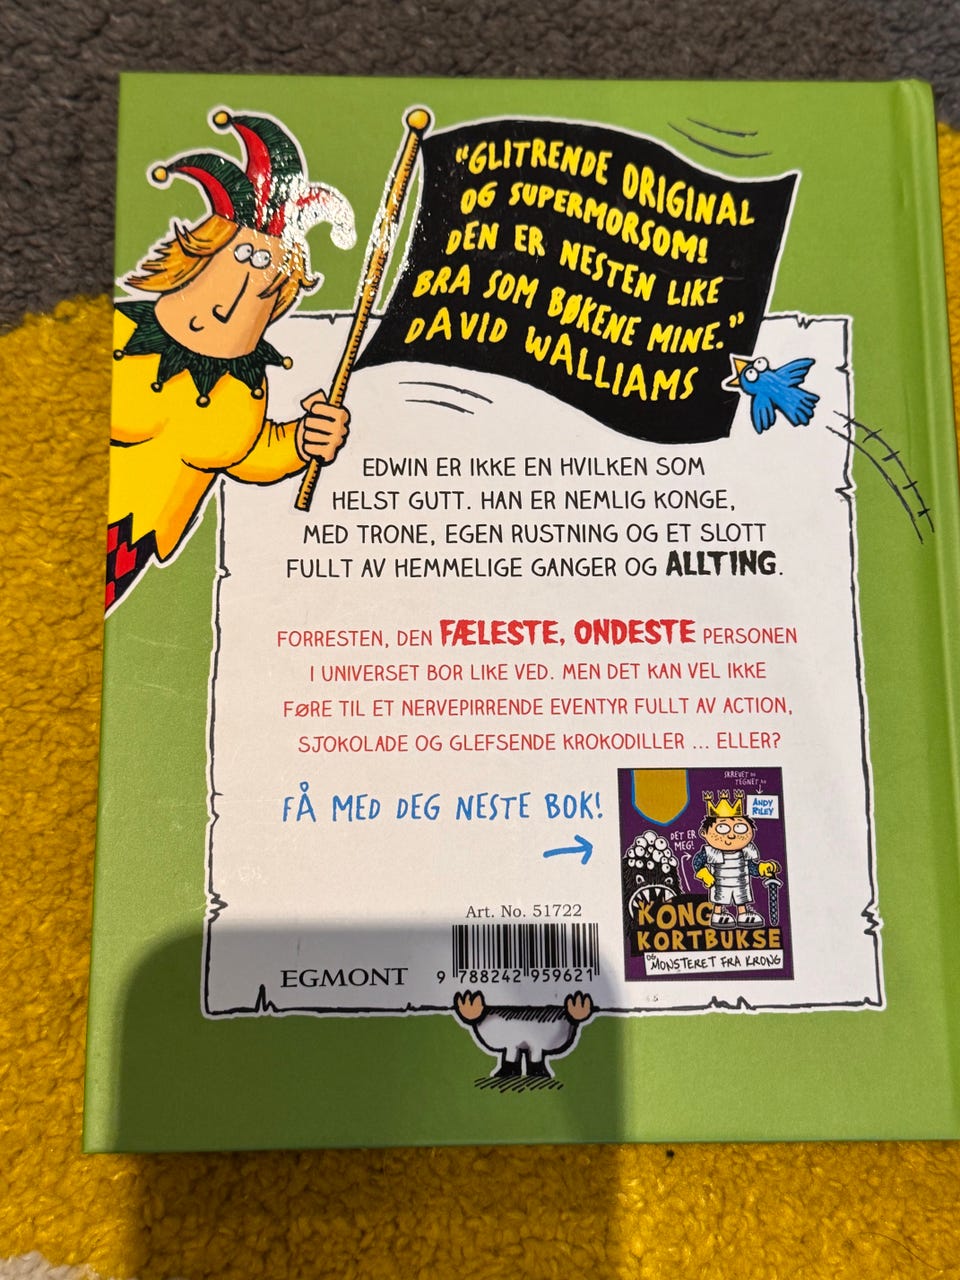 "GLITRENDE ORIGINAL
OG SUPERMORSOM!
DEN ER NESTEN LIKE
BRA SOM BØKENE MINE."
DAVID WALLIAMS
EDWIN ER IKKE EN HVILKEN SOM
HELST GUTT. HAN ER NEMLIG KONGE,
MED TRONE, EGEN RUSTNING OG ET SLOTT
FULLT AV HEMMELIGE GANGER OG ALLTING.
FORRESTEN, DEN FÆLESTE, ONDESTE PERSONEN
I UNIVERSET BOR LIKE VED. MEN DET KAN VEL IKKE
FØRE TIL ET NERVEPIRRENDE EVENTYR FULLT AV ACTION,
SJOKOLADE OG GLEFSENDE KROKODILLER ... ELLER?
FÅ MED DEG NESTE BOK!
SKREVET OG
TEGNET AV
ANDY
RILEY
DET ER
MEG!
KONG
KORTBUKSE
OG
MONSTERET FRA KRONG
Art. No. 51722
EGMONT
9 788242 959621